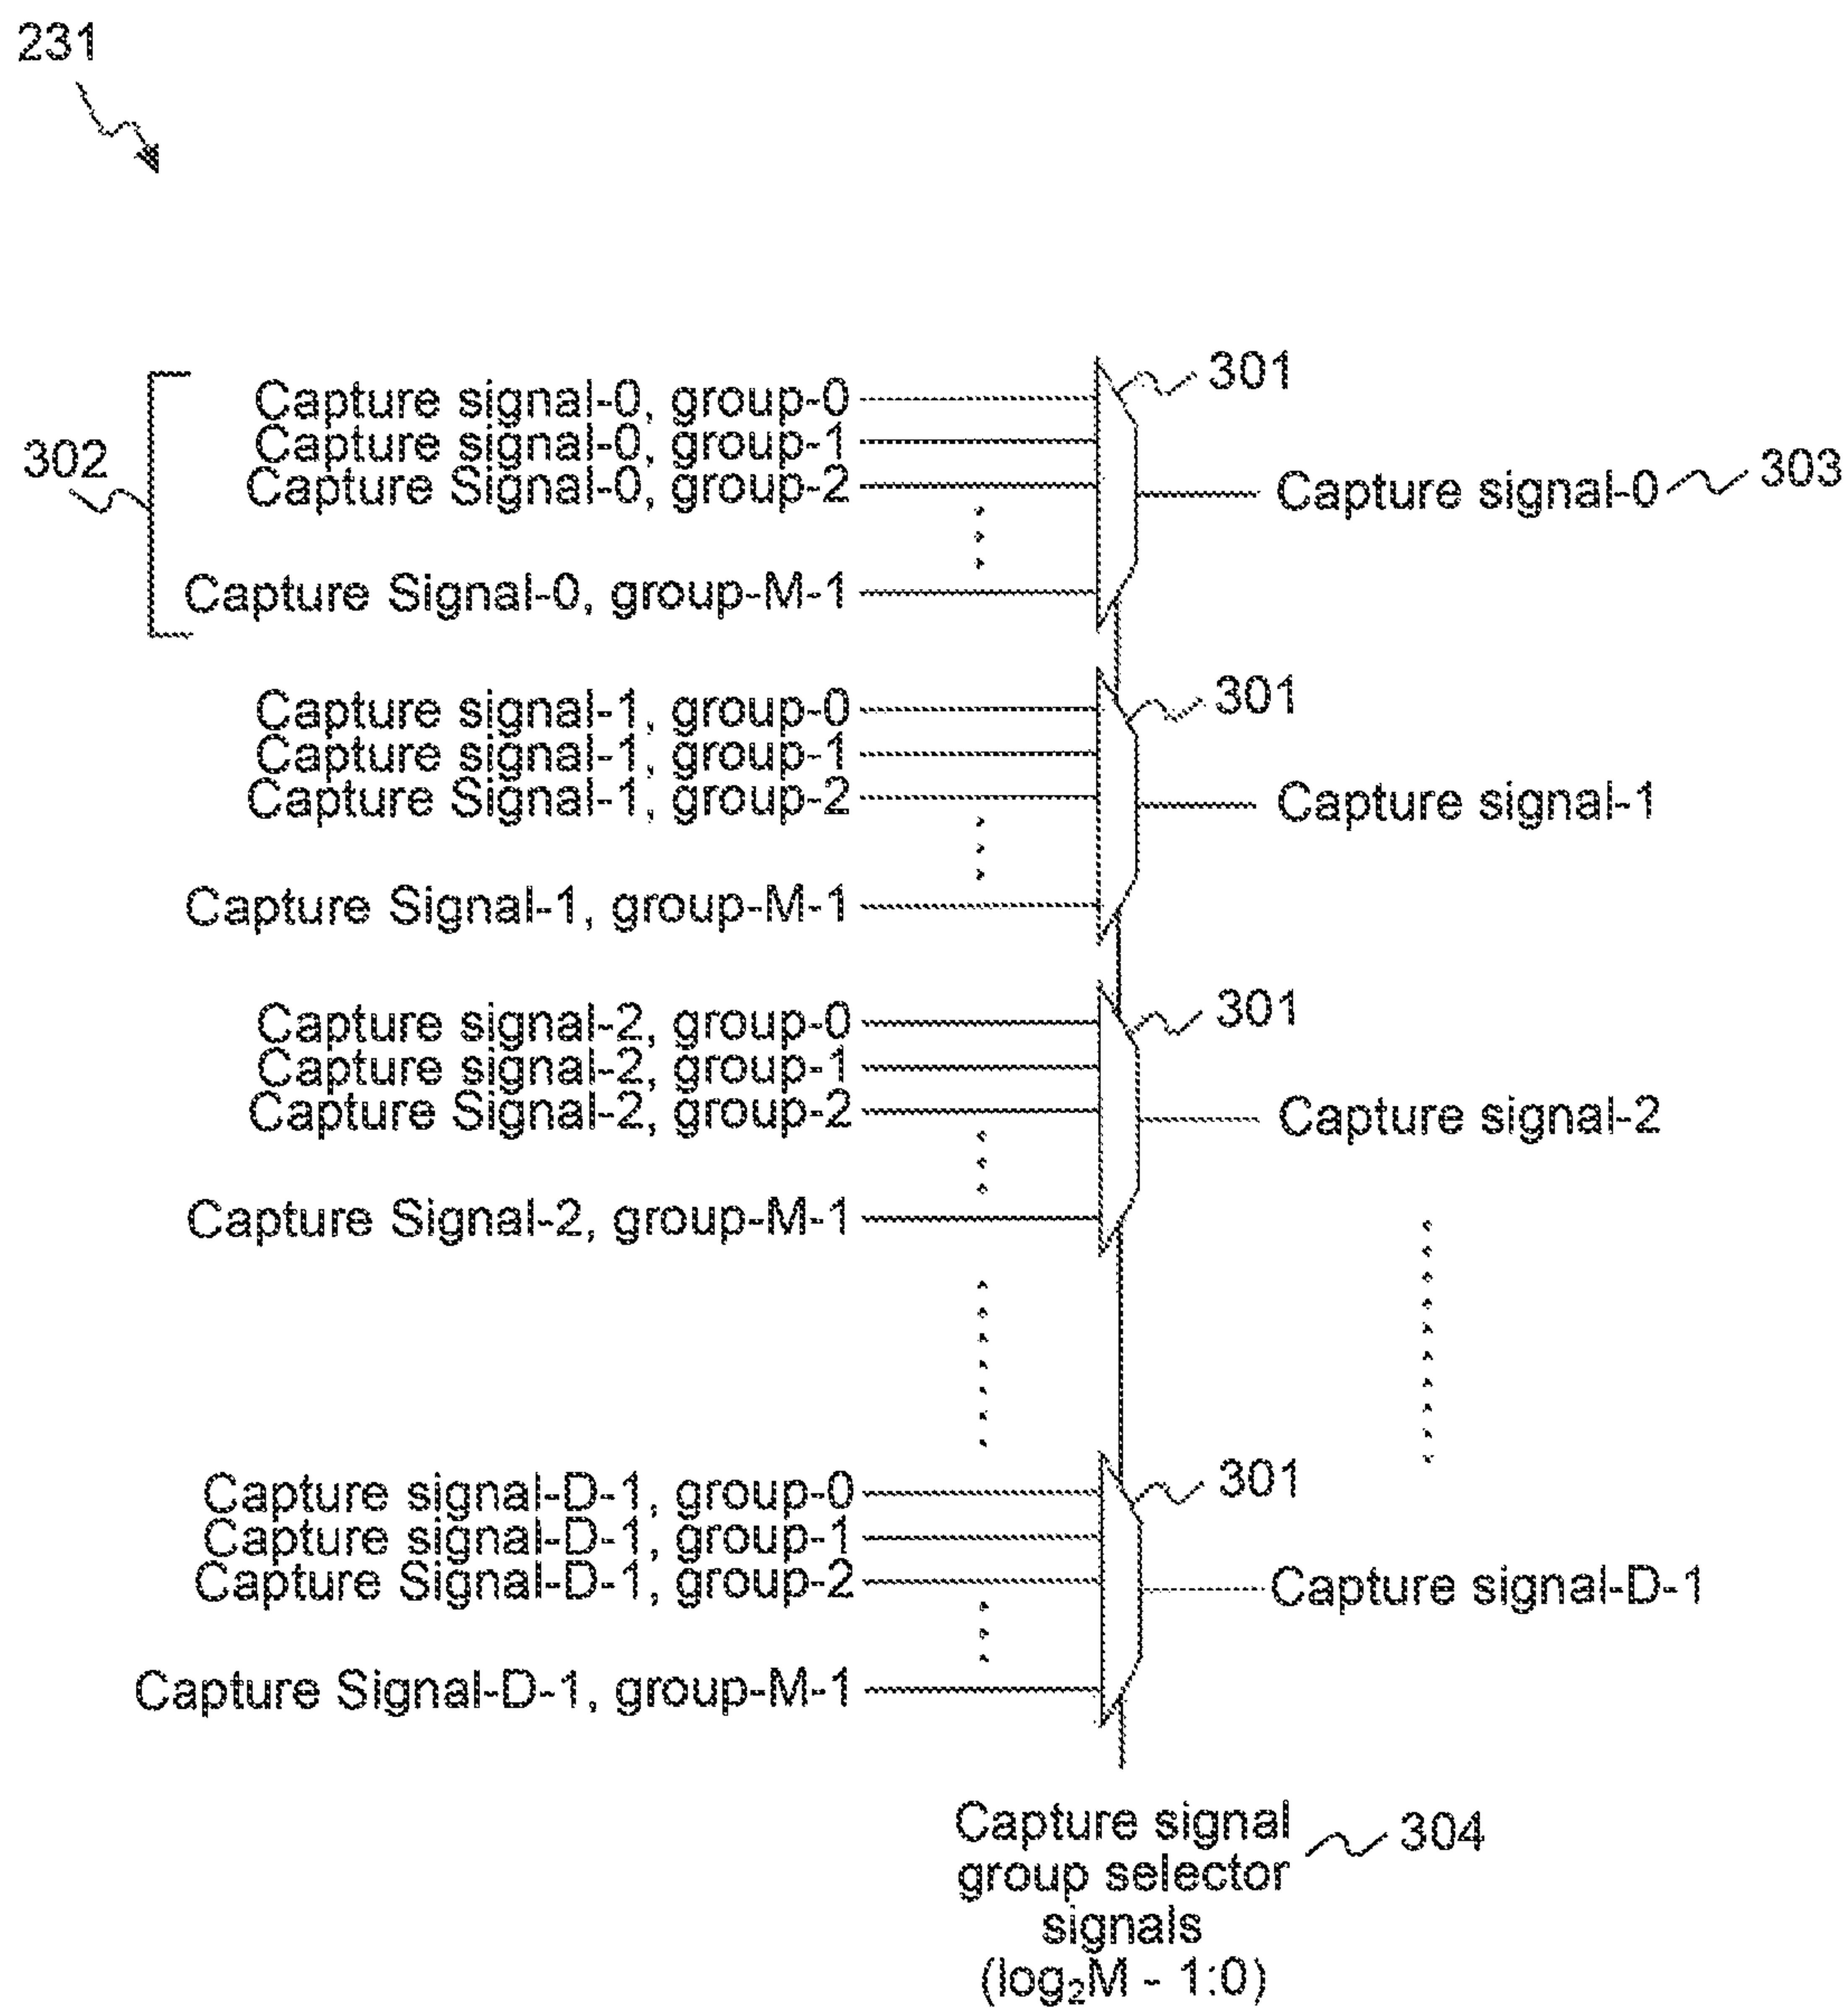 231
Capture signal-0, group-0
301
Capture signal-0, group-1
302
Capture Signal-0, group-2
Capture signal-0
303
Capture Signal-0, group-M-1
Capture signal-1, group-0
301
Capture signal-1, group-1
Capture Signal-1, group-2
Capture signal-1
Capture Signal-1, group-M-1
Capture signal-2, group-0
301
Capture signal-2, group-1
Capture Signal-2, group-2
Capture signal-2
Capture Signal-2, group-M-1
Capture signal-D-1, group-0
301
Capture signal-D-1, group-1
Capture Signal-D-1, group-2
Capture signal-D-1
Capture Signal-D-1, group-M-1
Capture signal
group selector
signals
(log₂M - 1:0)
304